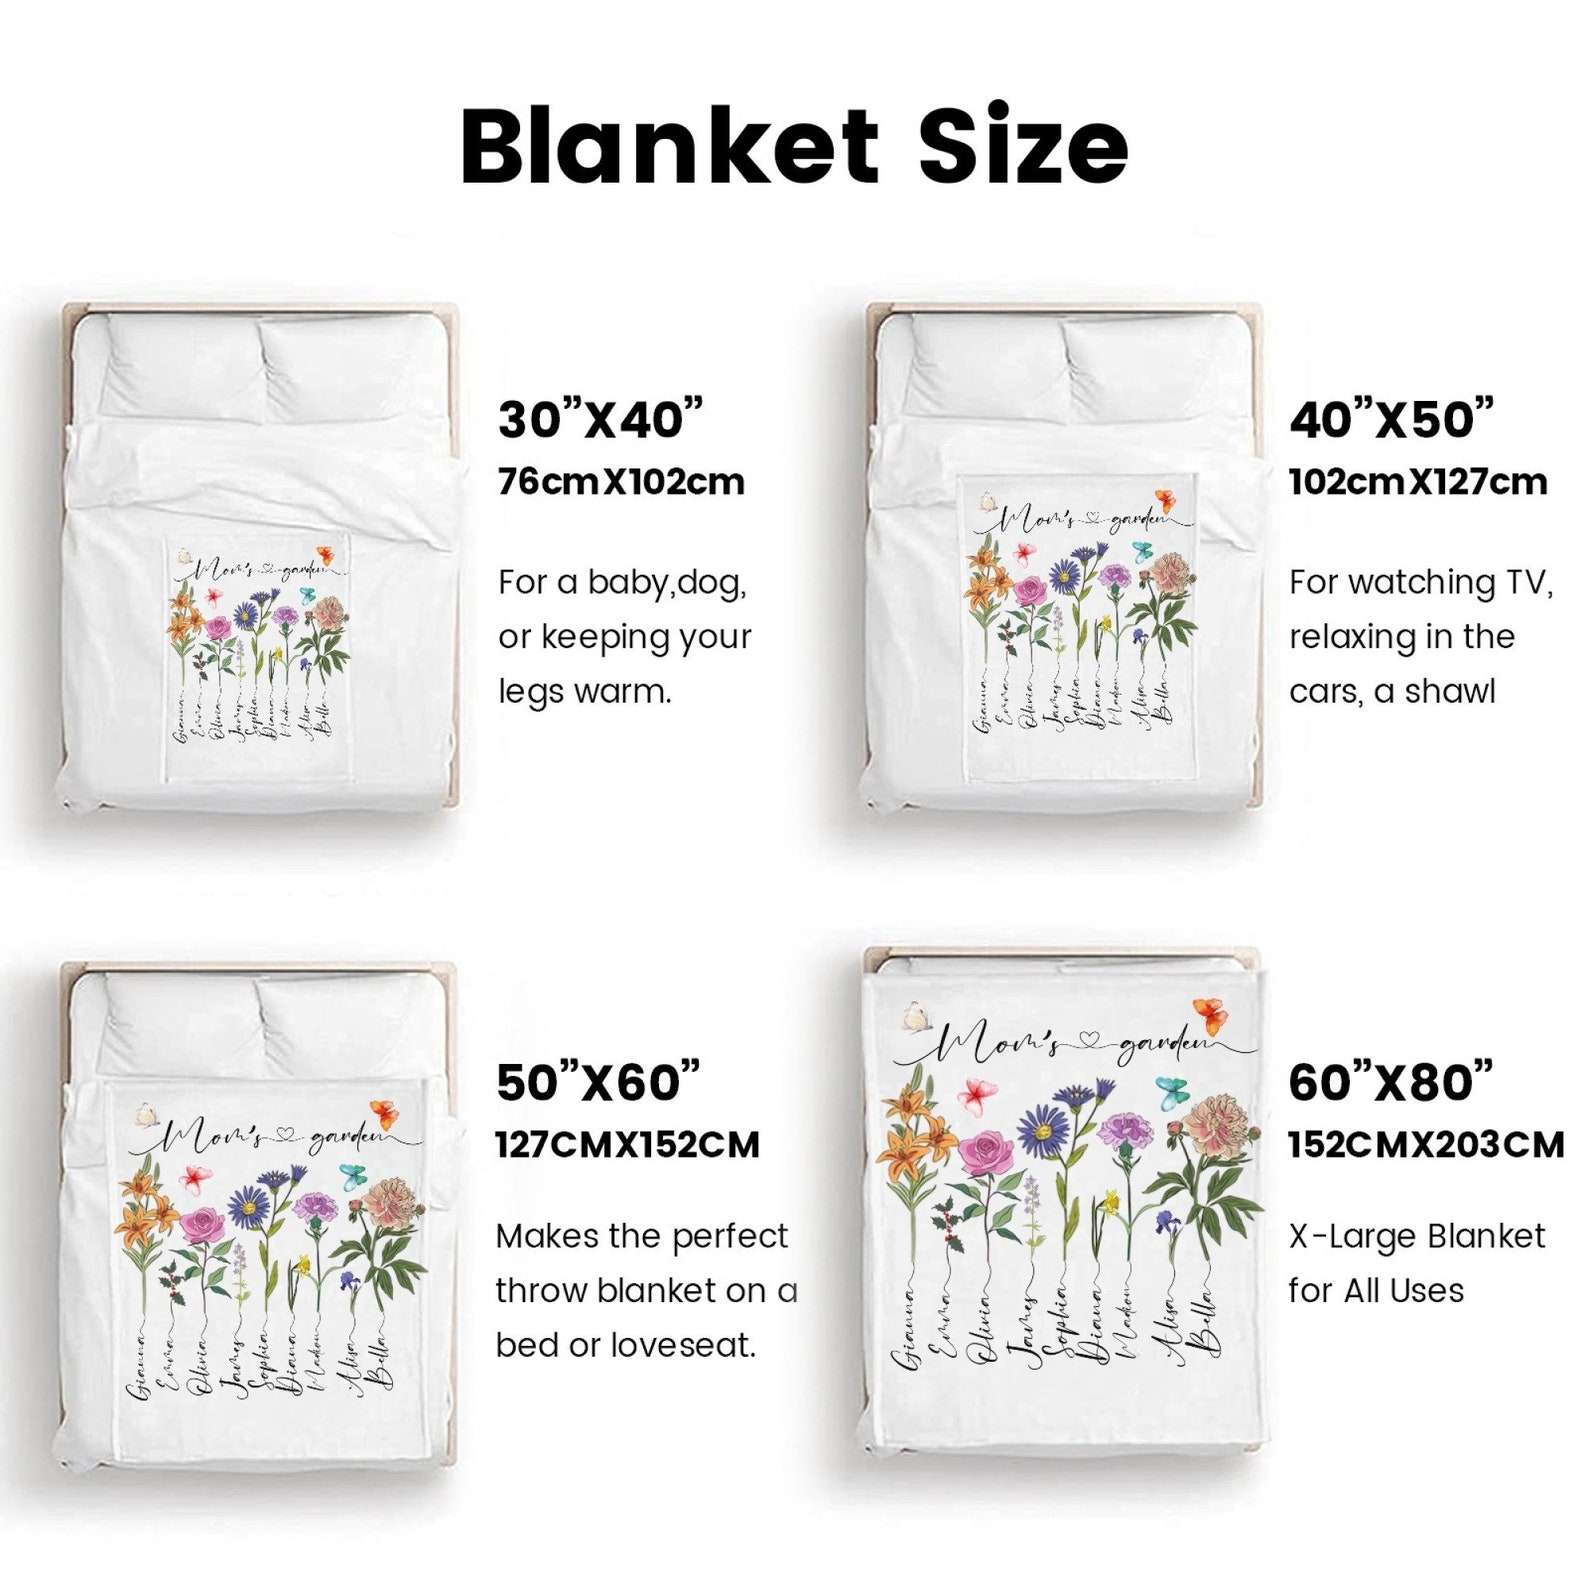 Blanket Size
30”X40”
76cmX102cm
For a baby,dog,
or keeping your
legs warm.
Mom's garden
Gianna
Emma
Olivia
James
Sophia
Diana
Madison
Alisa
Bella
40”X50”
102cmX127cm
For watching TV,
relaxing in the
cars, a shawl
Mom's garden
Gianna
Emma
Olivia
James
Sophia
Diana
Madison
Alisa
Bella
50”X60”
127CMX152CM
Makes the perfect
throw blanket on a
bed or loveseat.
Mom's garden
Gianna
Emma
Olivia
James
Sophia
Diana
Madison
Alisa
Bella
60”X80”
152CMX203CM
X-Large Blanket
for All Uses
Mom's garden
Gianna
Emma
Olivia
James
Sophia
Diana
Madison
Alisa
Bella